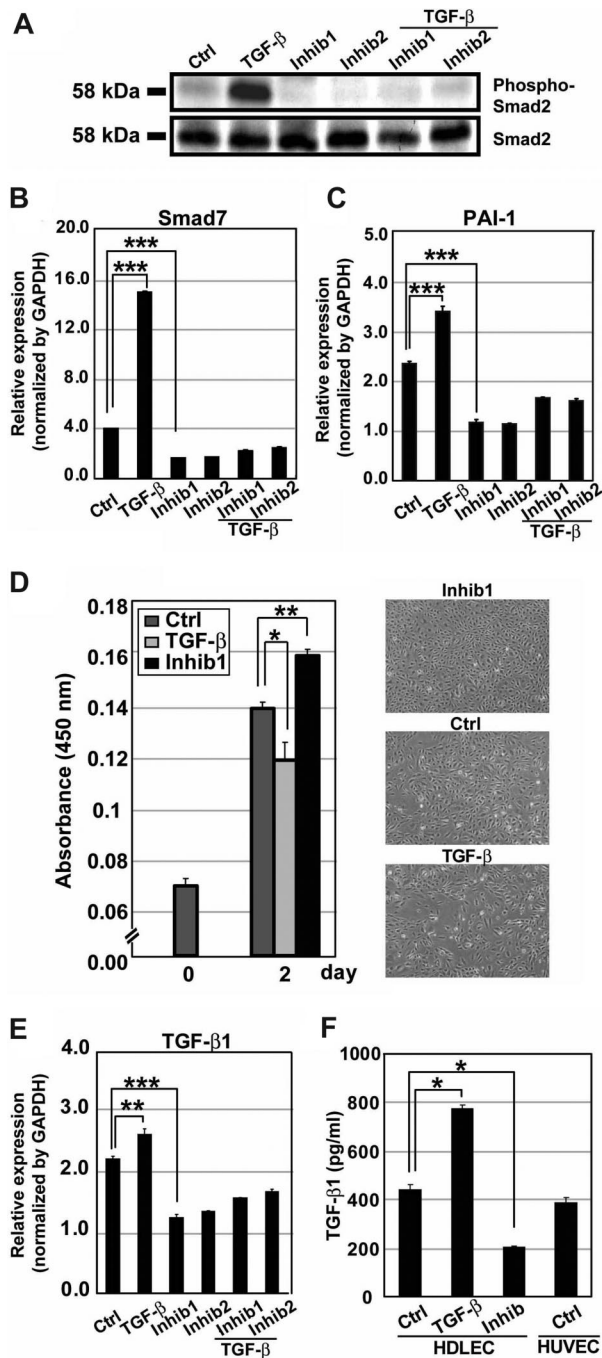 A
TGF-β
Ctrl TGF-β Inhib1 Inhib2 Inhib1 Inhib2
58 kDa Phospho-
Smad2
58 kDa Smad2
B
Smad7
Relative expression
(normalized by GAPDH)
20.0
16.0
12.0
8.0
4.0
0.0
***
***
Ctrl TGF-β Inhib1 Inhib2 Inhib1 Inhib2
TGF-β
C
PAI-1
Relative expression
(normalized by GAPDH)
5.0
4.0
3.0
2.0
1.0
0.0
***
***
Ctrl TGF-β Inhib1 Inhib2 Inhib1 Inhib2
TGF-β
D
Absorbance (450 nm)
0.18
0.16
0.14
0.12
0.1
0.08
0.06
0.00
Ctrl
TGF-β
Inhib1
**
*
0 2 day
Inhib1
Ctrl
TGF-β
E
TGF-β1
Relative expression
(normalized by GAPDH)
4.0
3.0
2.0
1.0
0.0
***
**
Ctrl TGF-β Inhib1 Inhib2 Inhib1 Inhib2
TGF-β
F
TGF-β1 (pg/ml)
1000
800
600
400
200
0
*
*
Ctrl TGF-β Inhib Ctrl
HDLEC HUVEC